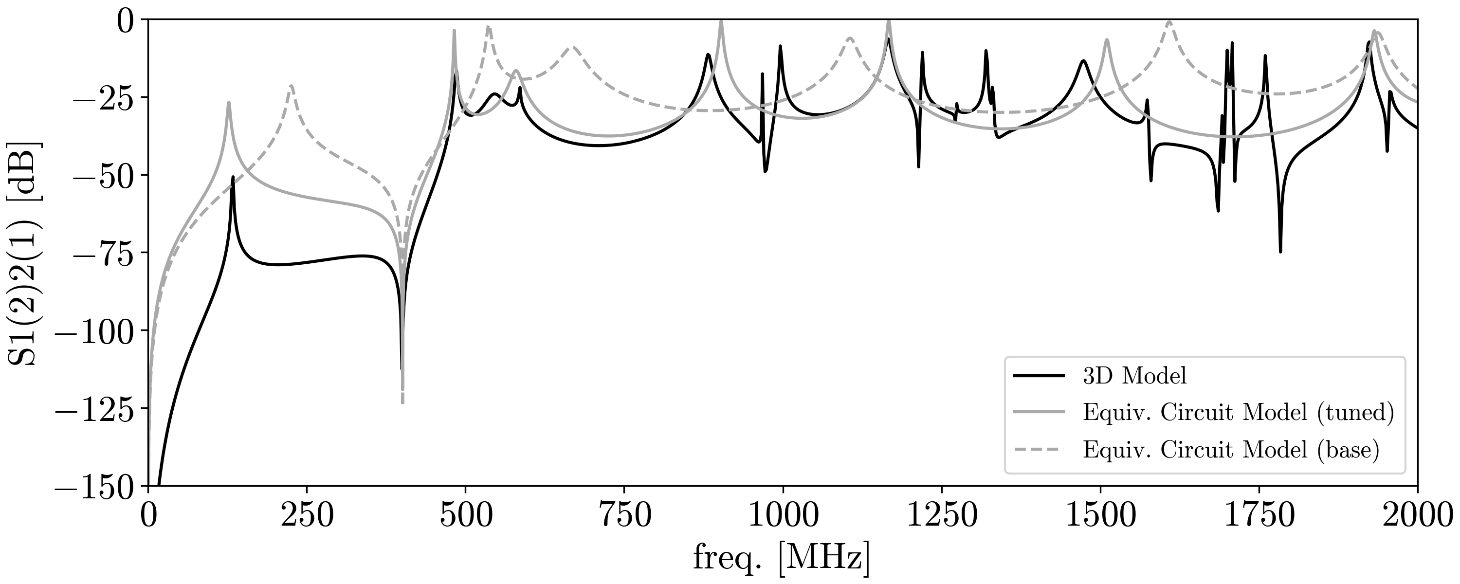 0
−25
−50
−75
−100
−125
−150
S1(2)2(1) [dB]
0 250 500 750 1000 1250 1500 1750 2000
freq. [MHz]
3D Model
Equiv. Circuit Model (tuned)
Equiv. Circuit Model (base)